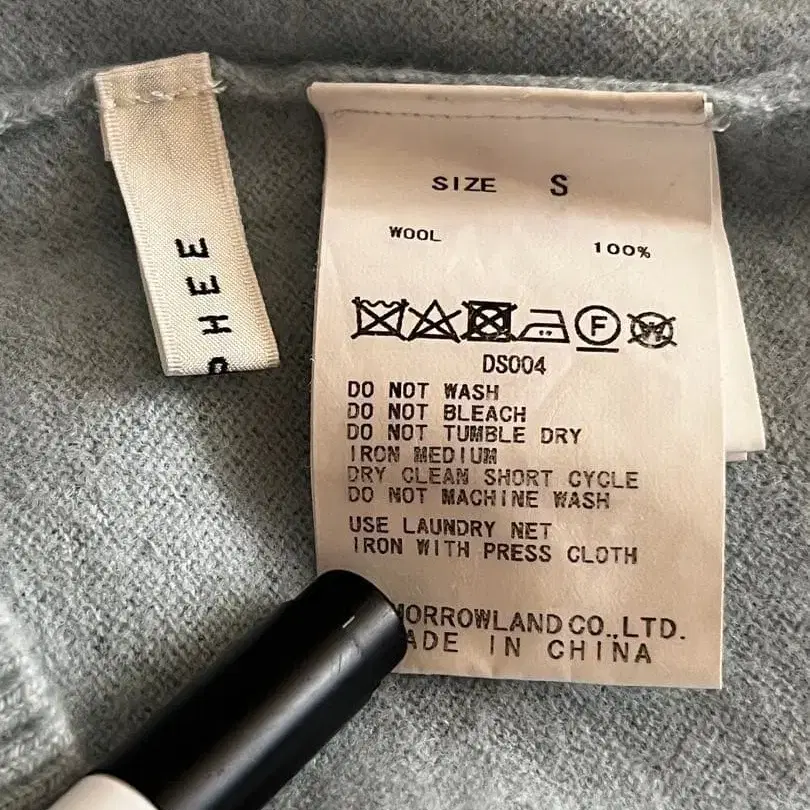 PHEE
SIZE S
WOOL 100%
F W
DS004
DO NOT WASH
DO NOT BLEACH
DO NOT TUMBLE DRY
IRON MEDIUM
DRY CLEAN SHORT CYCLE
DO NOT MACHINE WASH
USE LAUNDRY NET
IRON WITH PRESS CLOTH
MORROWLAND CO.,LTD.
ADE IN CHINA